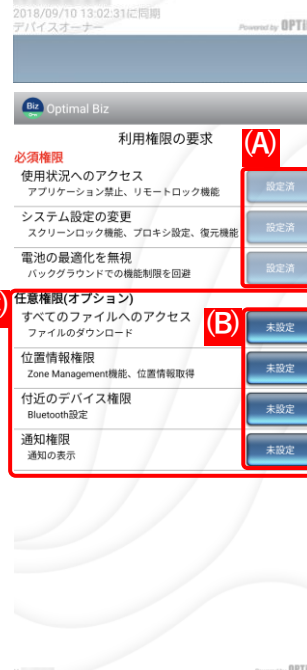 2018/09/10 13:02:31に同期
デバイスオーナー
Powered by OPTI
Biz Optimal Biz
利用権限の要求
(A)
必須権限
使用状況へのアクセス
アプリケーション禁止、リモートロック機能
設定済
システム設定の変更
スクリーンロック機能、プロキシ設定、復元機能
設定済
電池の最適化を無視
バックグラウンドでの機能制限を回避
設定済
任意権限(オプション)
すべてのファイルへのアクセス
(B)
ファイルのダウンロード
未設定
位置情報権限
Zone Management機能、位置情報取得
未設定
付近のデバイス権限
Bluetooth設定
未設定
通知権限
通知の表示
未設定